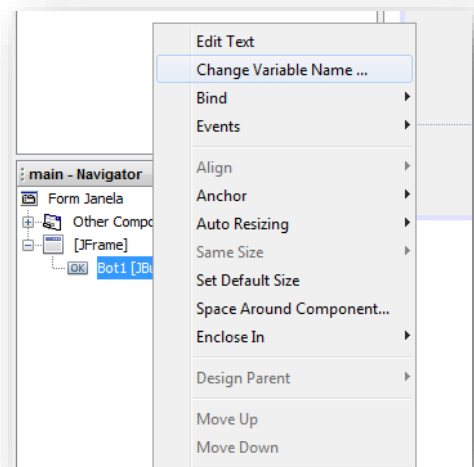 Edit Text
Change Variable Name ...
Bind
Events
Align
Anchor
Auto Resizing
Same Size
Set Default Size
Space Around Component...
Enclose In
Design Parent
Move Up
Move Down
main - Navigator
Form Janela
Other Compo
[JFrame]
OK Bot1 [JBu